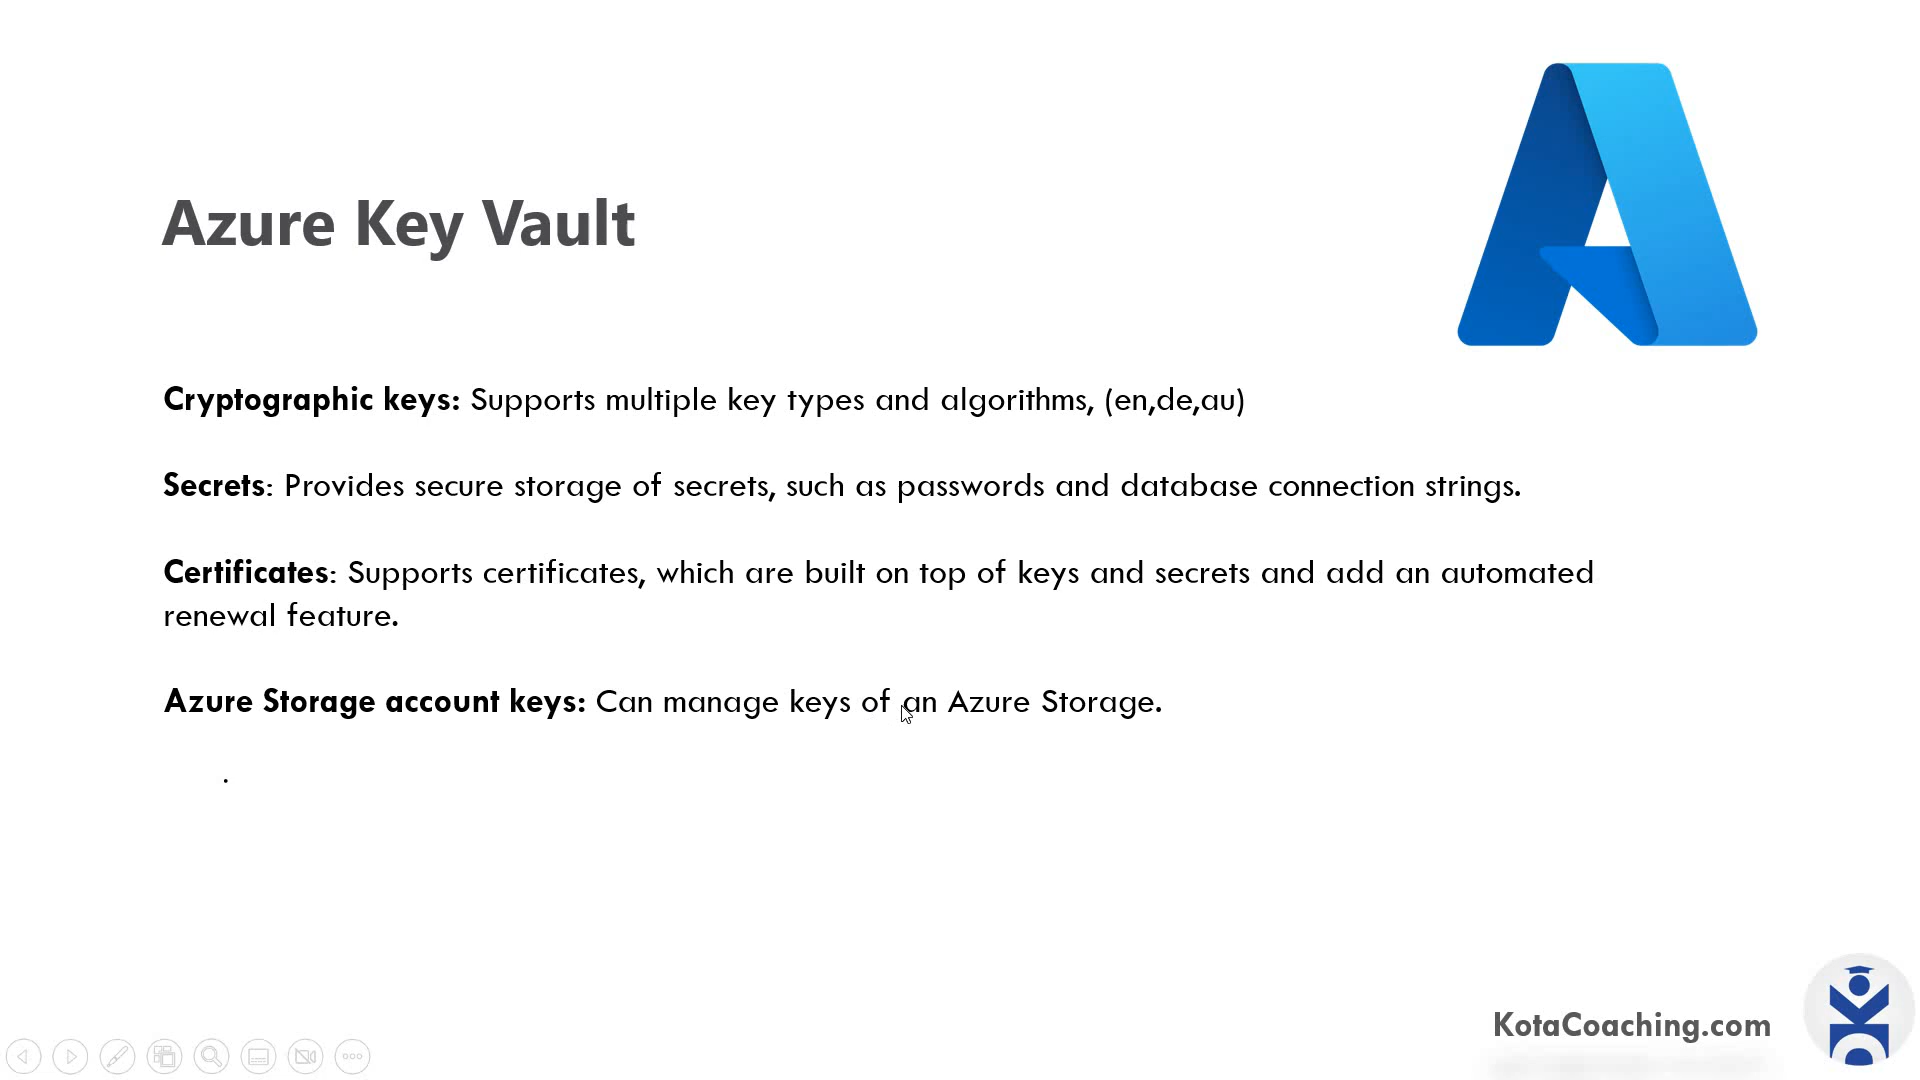 Azure Key Vault
Cryptographic keys: Supports multiple key types and algorithms, (en,de,au)
Secrets: Provides secure storage of secrets, such as passwords and database connection strings.
Certificates: Supports certificates, which are built on top of keys and secrets and add an automated
renewal feature.
Azure Storage account keys: Can manage keys of an Azure Storage.
.
KotaCoaching.com